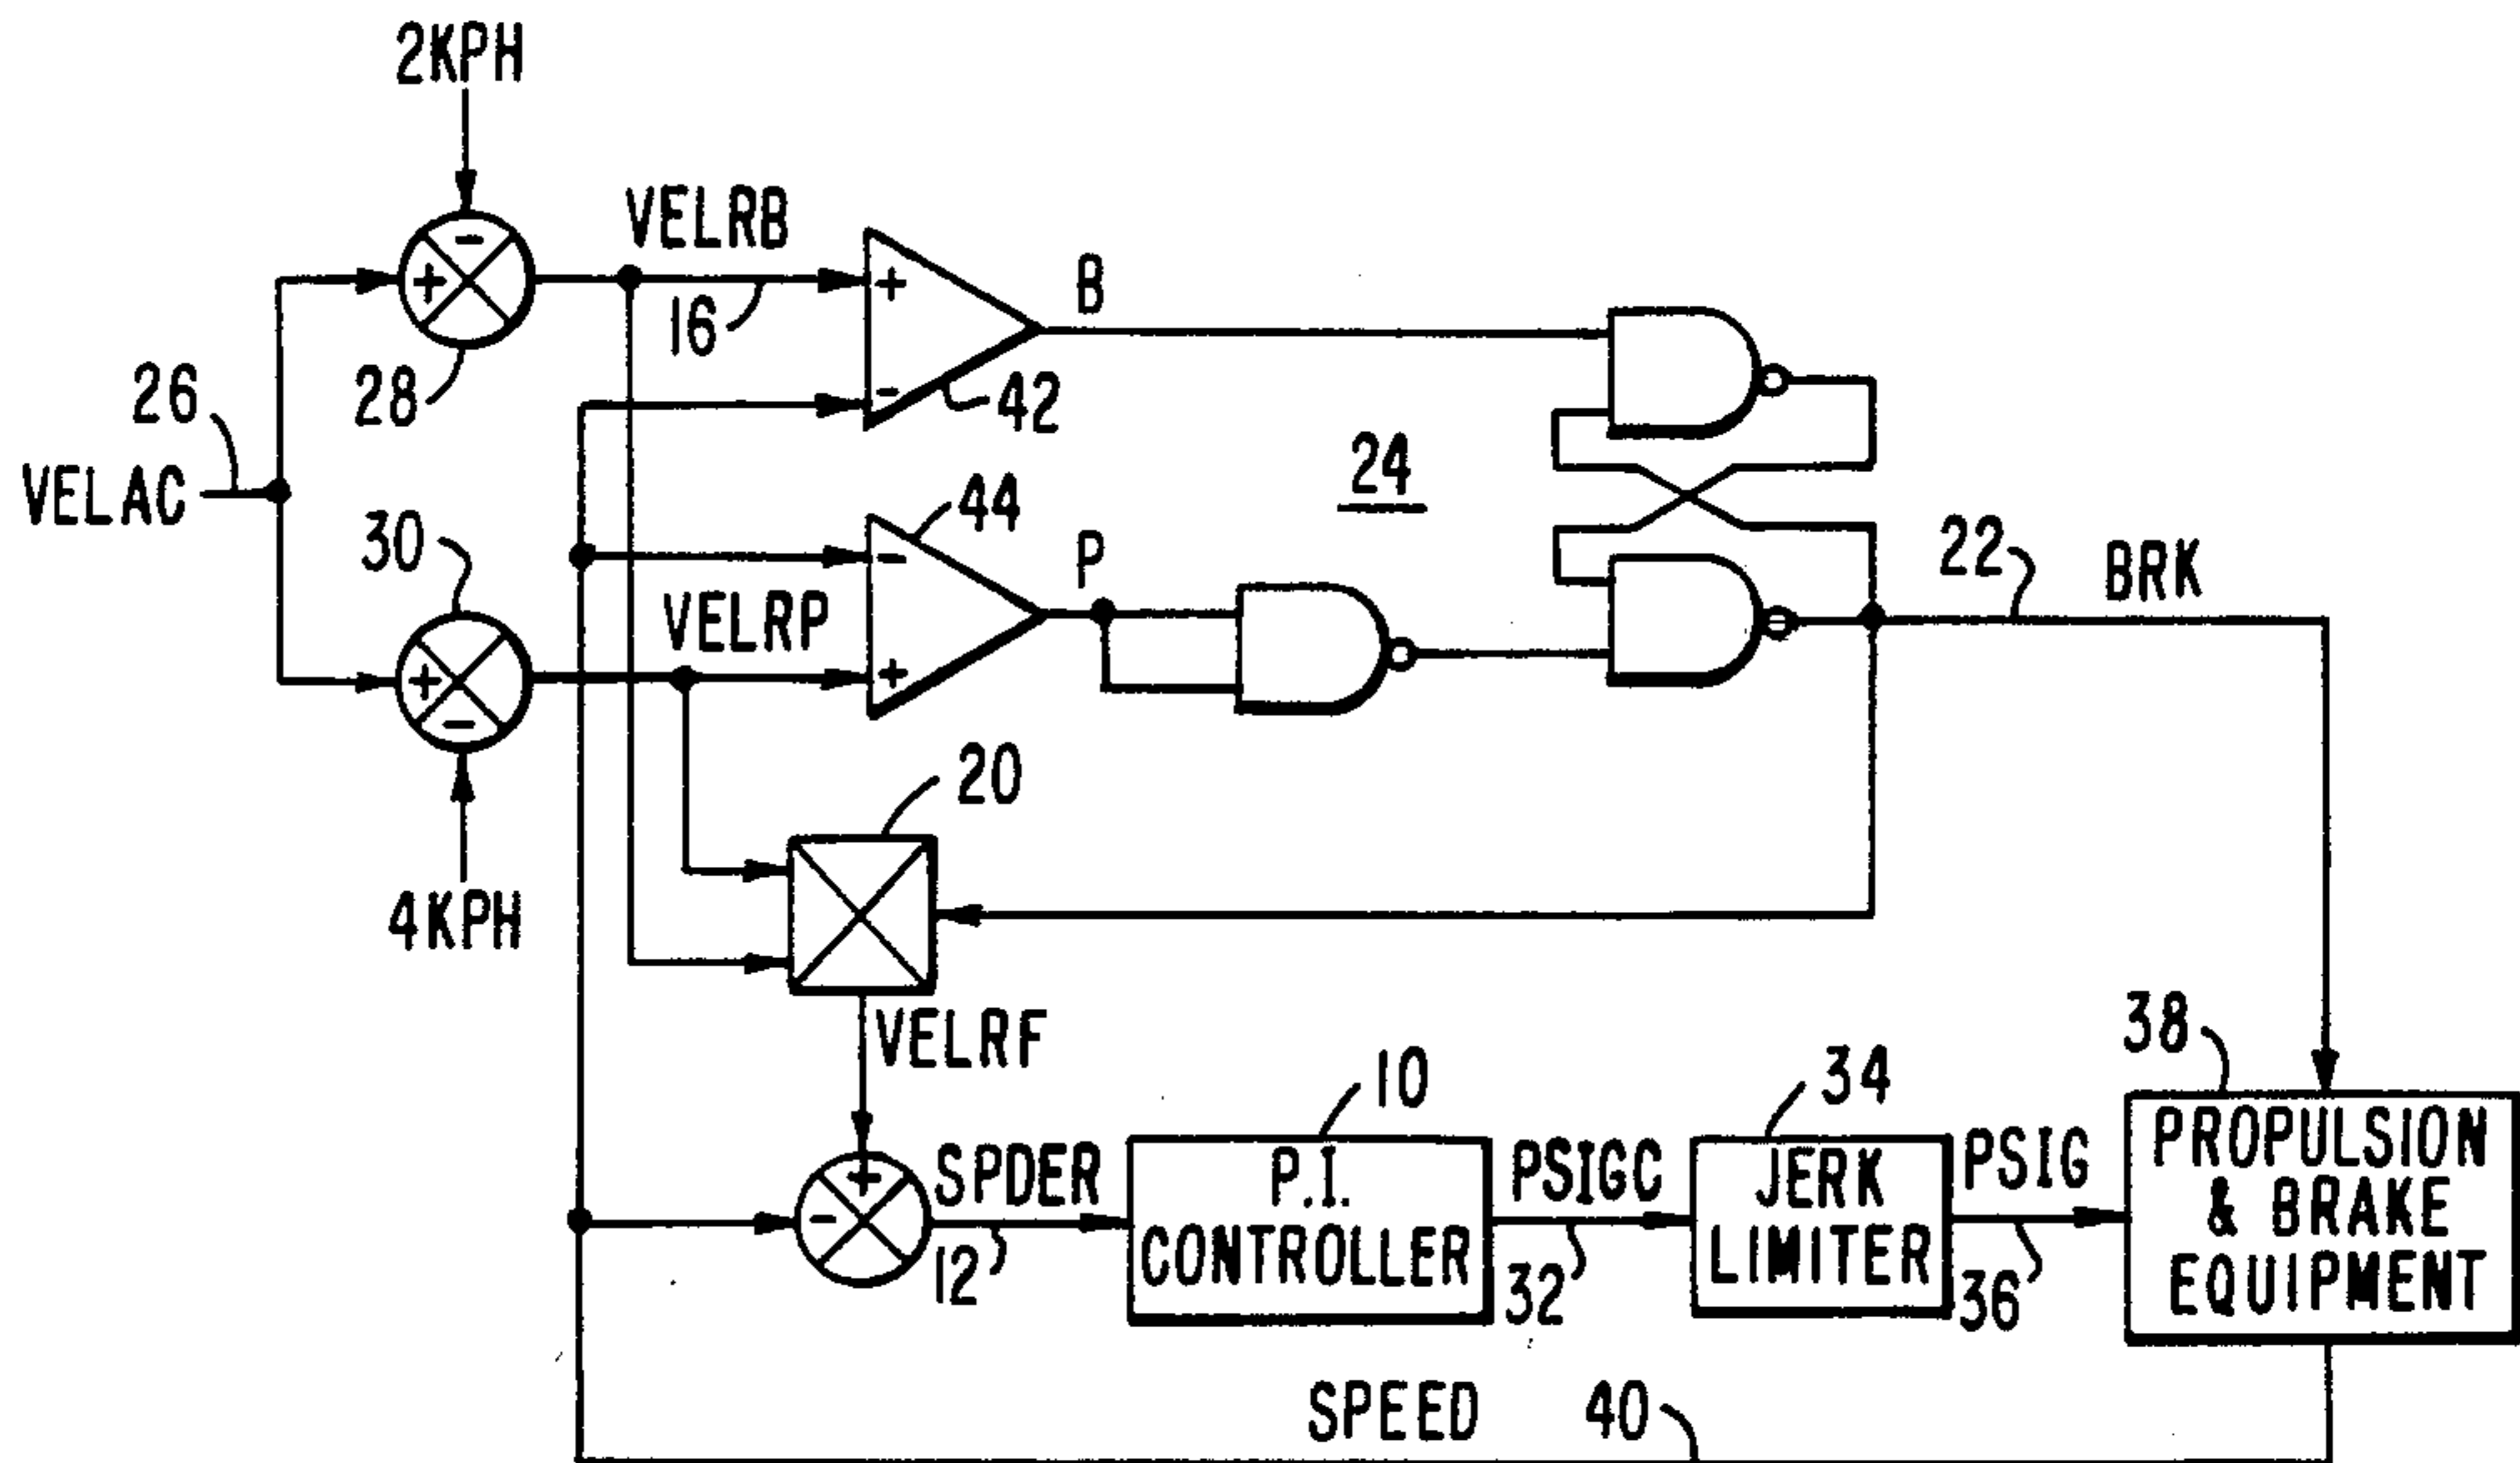 2KPH
VELRB
B
16
26
28
42
VELAC
24
44
30
P
22
BRK
VELRP
20
4KPH
VELRF
38
10
34
SPDER
P.I.
CONTROLLER
PSIGC
JERK
LIMITER
PSIG
PROPULSION
& BRAKE
EQUIPMENT
12
32
36
SPEED
40
+
-
+
-
+
-
-
+
+
-